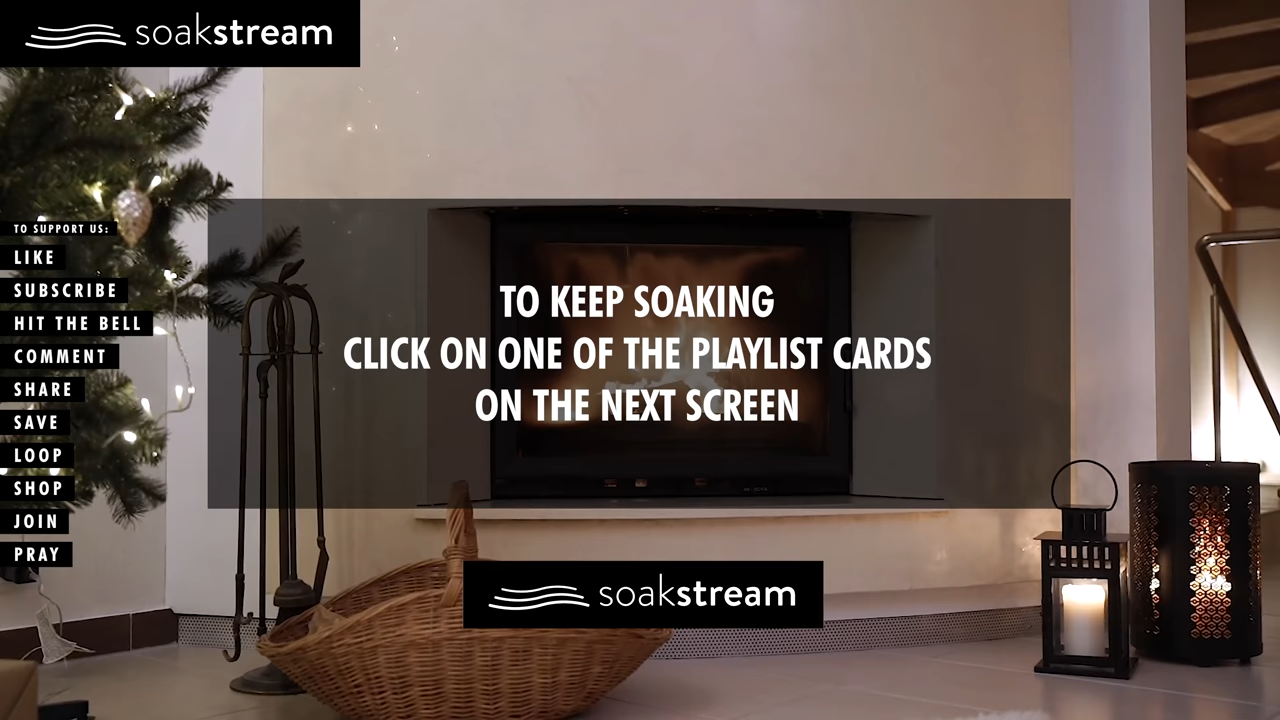 soakstream
TO SUPPORT US:
LIKE
SUBSCRIBE
HIT THE BELL
COMMENT
SHARE
SAVE
LOOP
SHOP
JOIN
PRAY
TO KEEP SOAKING
CLICK ON ONE OF THE PLAYLIST CARDS
ON THE NEXT SCREEN
soakstream